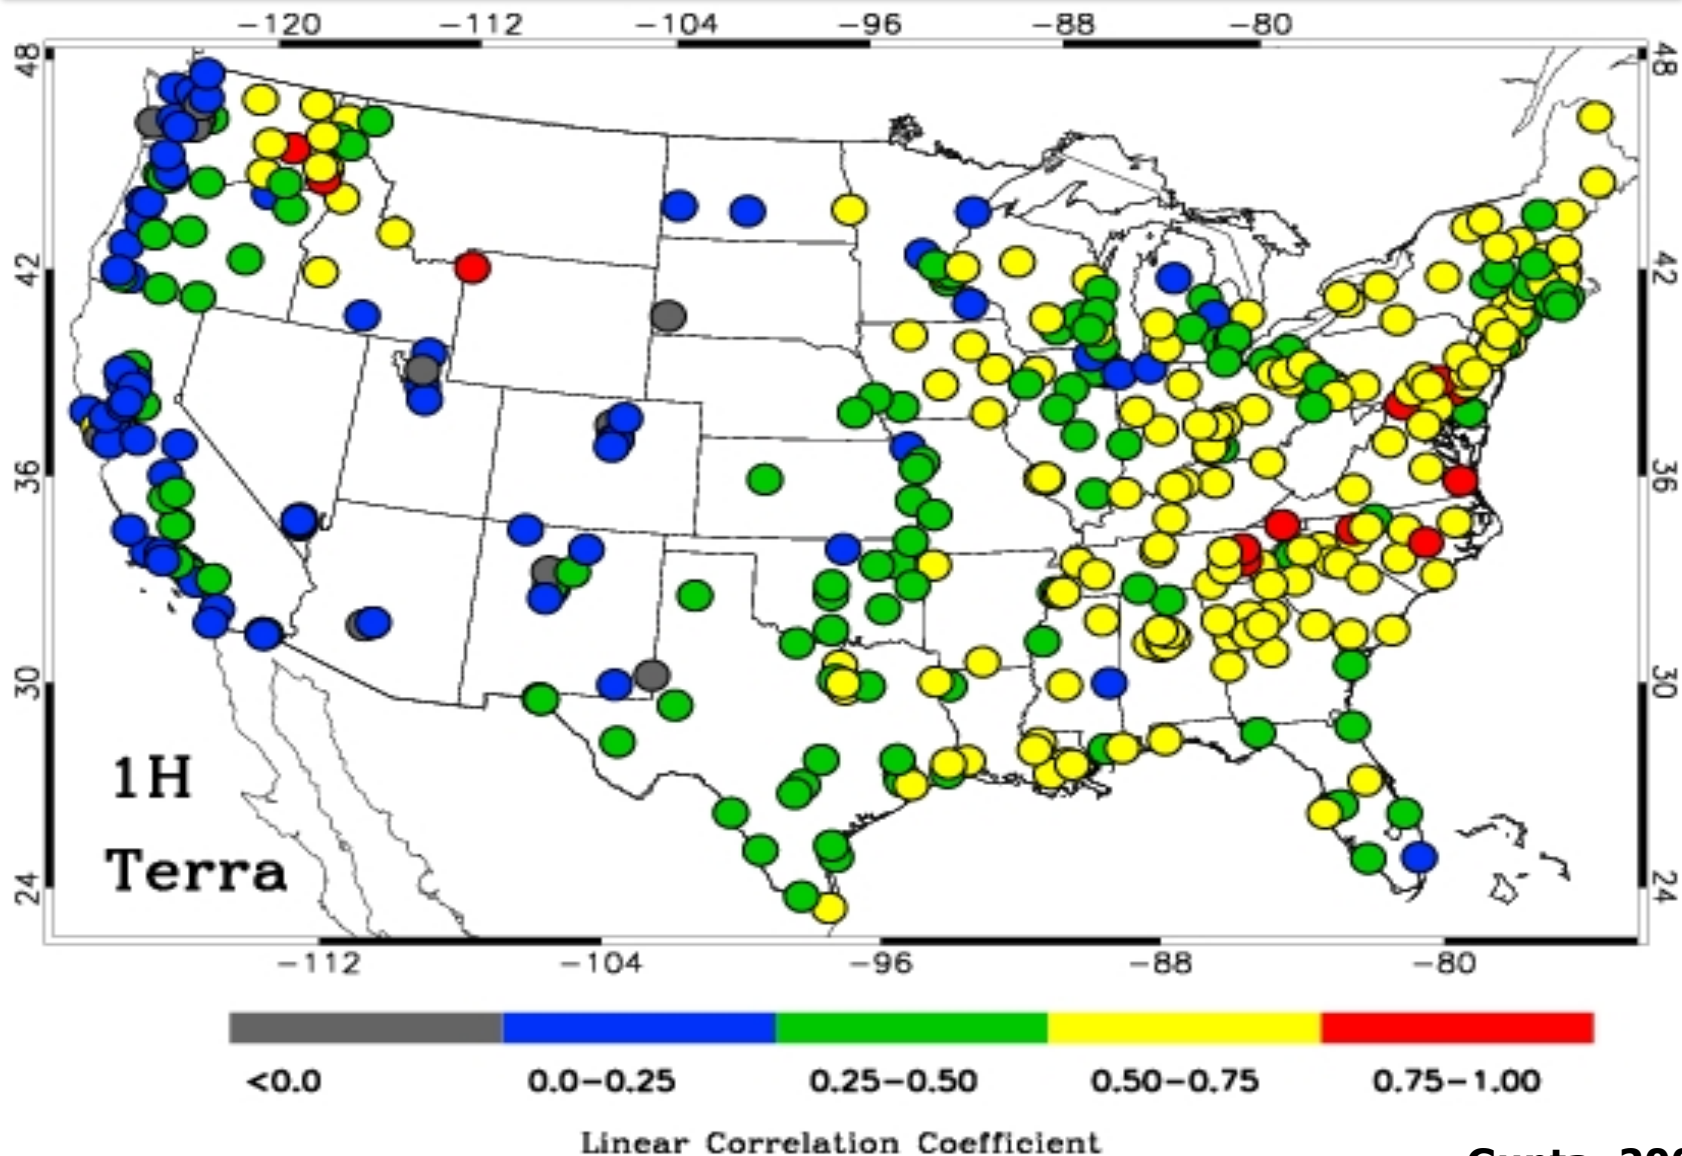 −120 −112 −104 −96 −88 −80
48 48
42 42
36 36
30 30
24 24
1H
Terra
−112 −104 −96 −88 −80
<0.0 0.0−0.25 0.25−0.50 0.50−0.75 0.75−1.00
Linear Correlation Coefficient